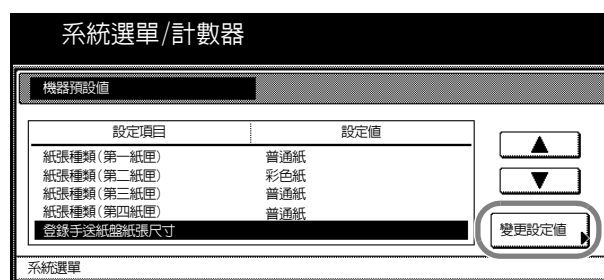 系統選單/計數器
機器預設值
設定項目 設定值
紙張種類(第一紙匣) 普通紙
紙張種類(第二紙匣) 彩色紙
紙張種類(第三紙匣) 普通紙
紙張種類(第四紙匣) 普通紙
登錄手送紙盤紙張尺寸
變更設定值
系統選單